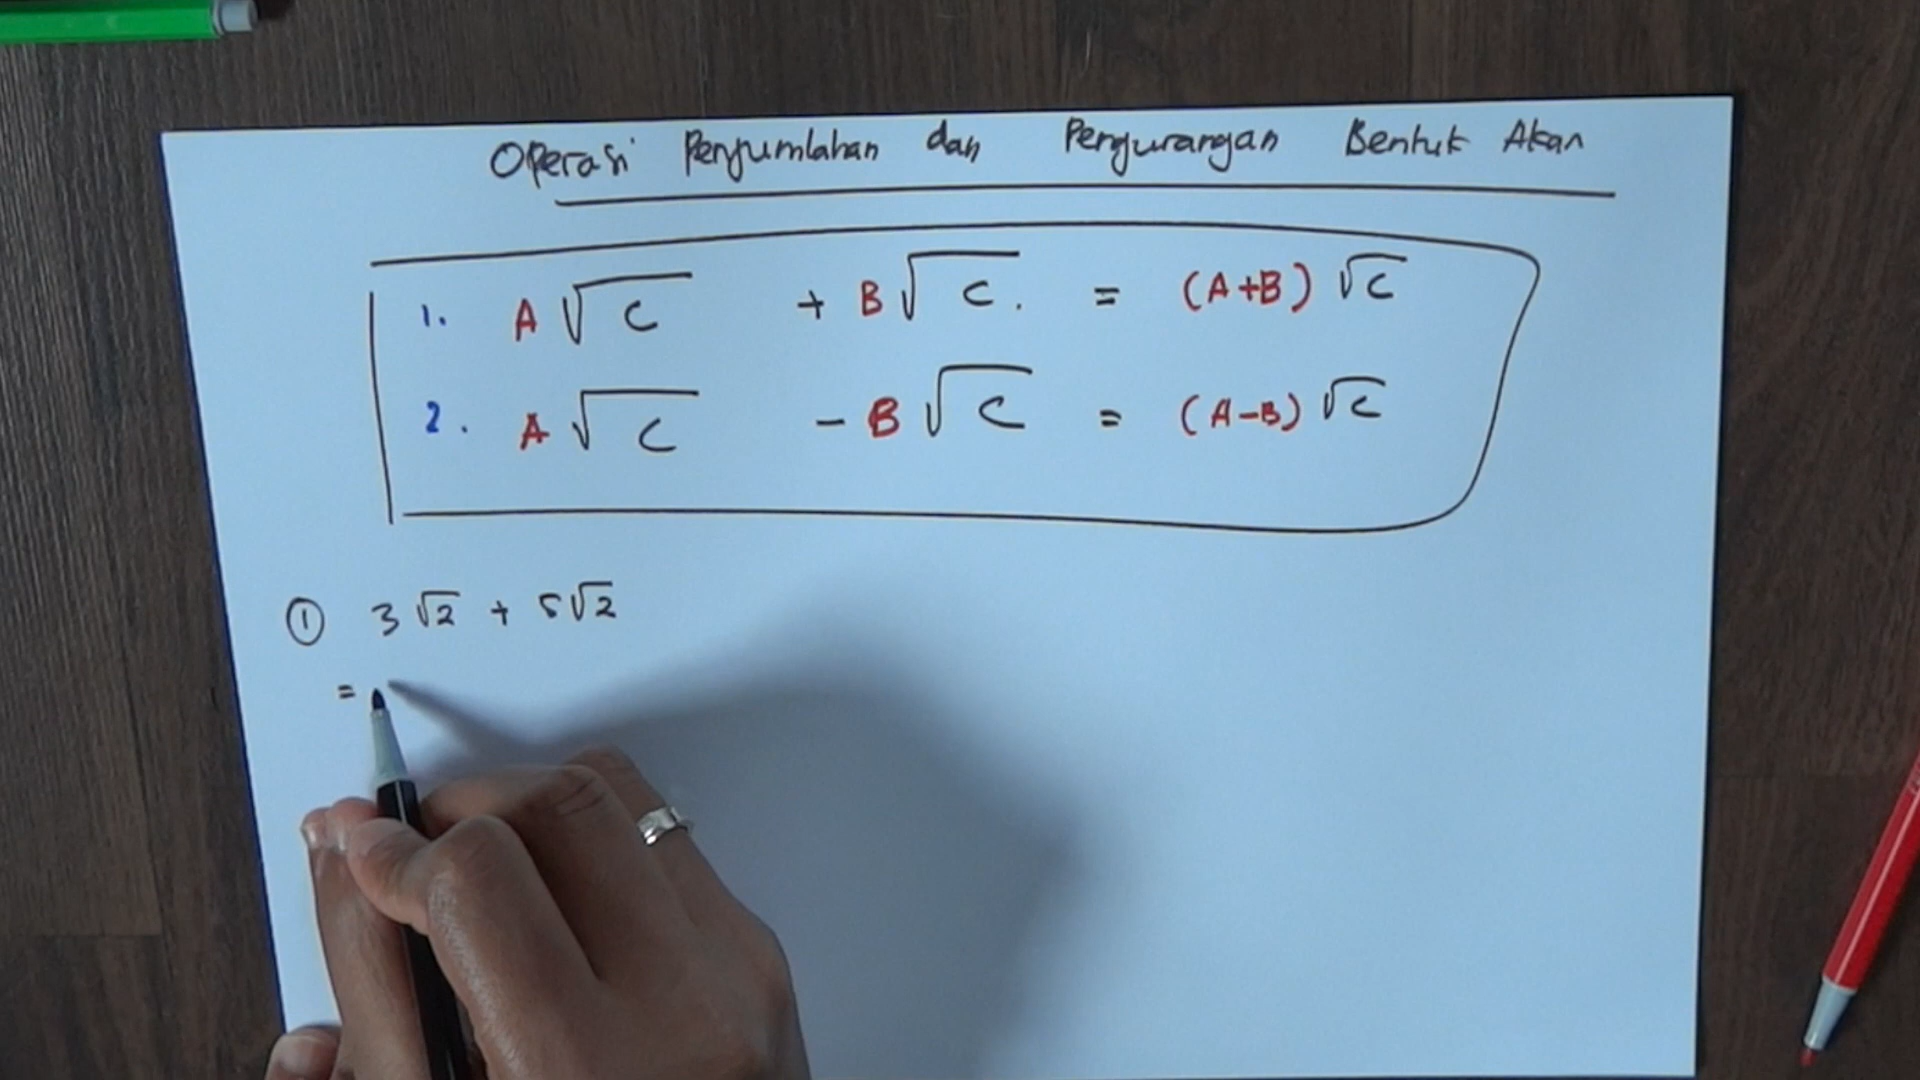 Operasi Penjumlahan dan Pengurangan Bentuk Akar
1. A√C + B√C. = (A+B) √C
2. A√C - B√C = (A-B) √C
① 3√2 + 5√2
=